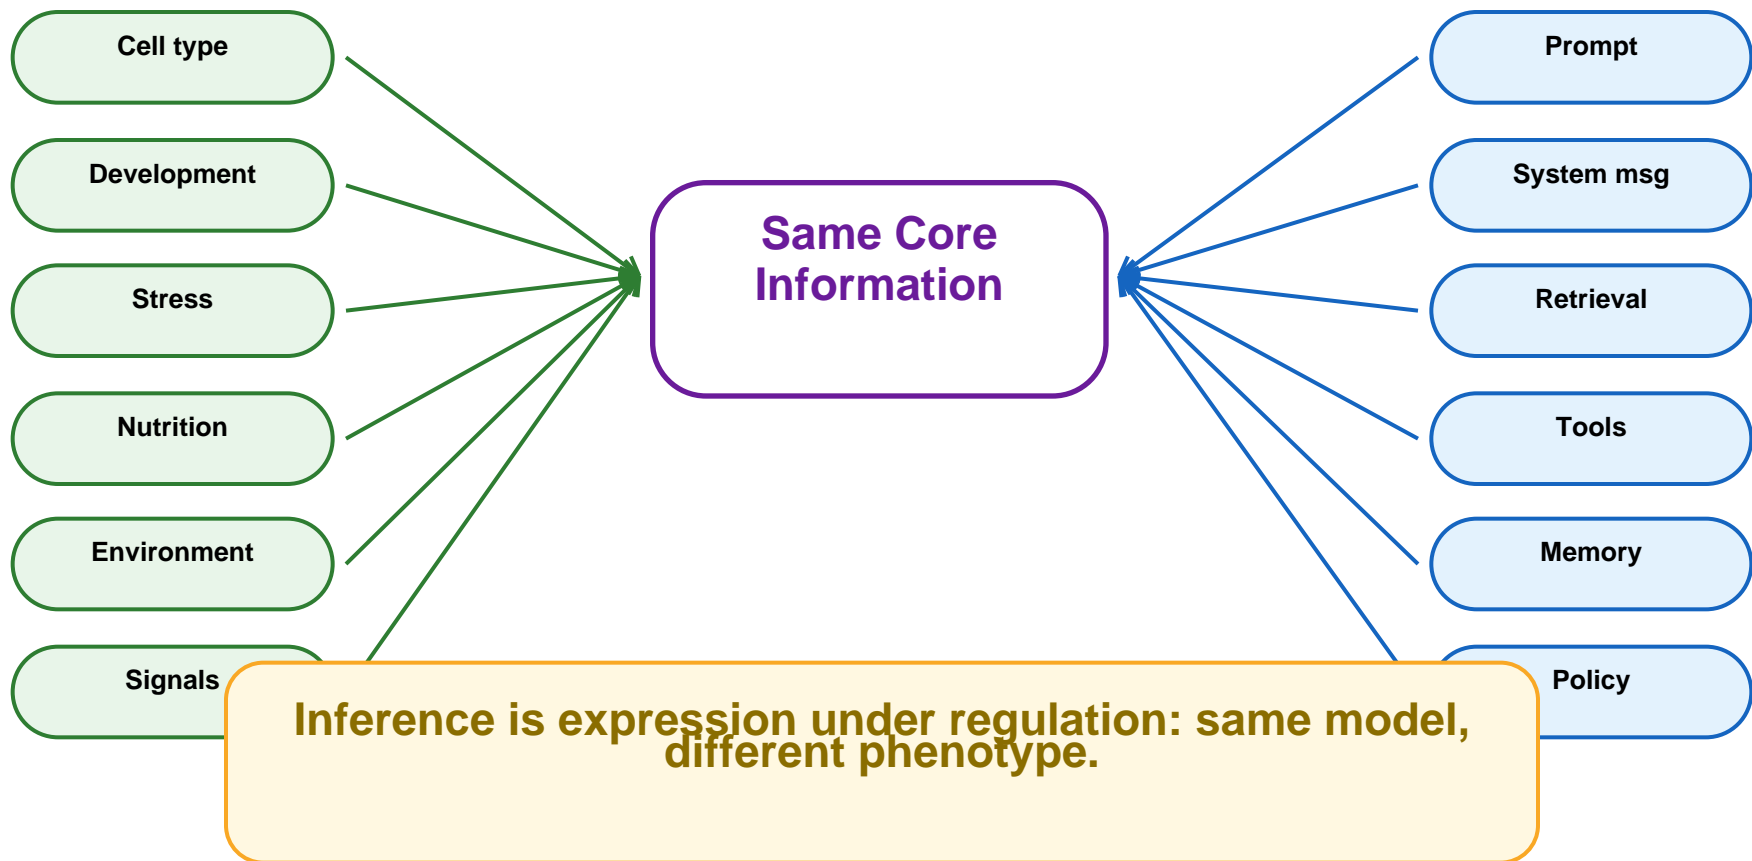 Cell type
Development
Stress
Nutrition
Environment
Signals
Same Core
Information
Prompt
System msg
Retrieval
Tools
Memory
Policy
Inference is expression under regulation: same model,
different phenotype.